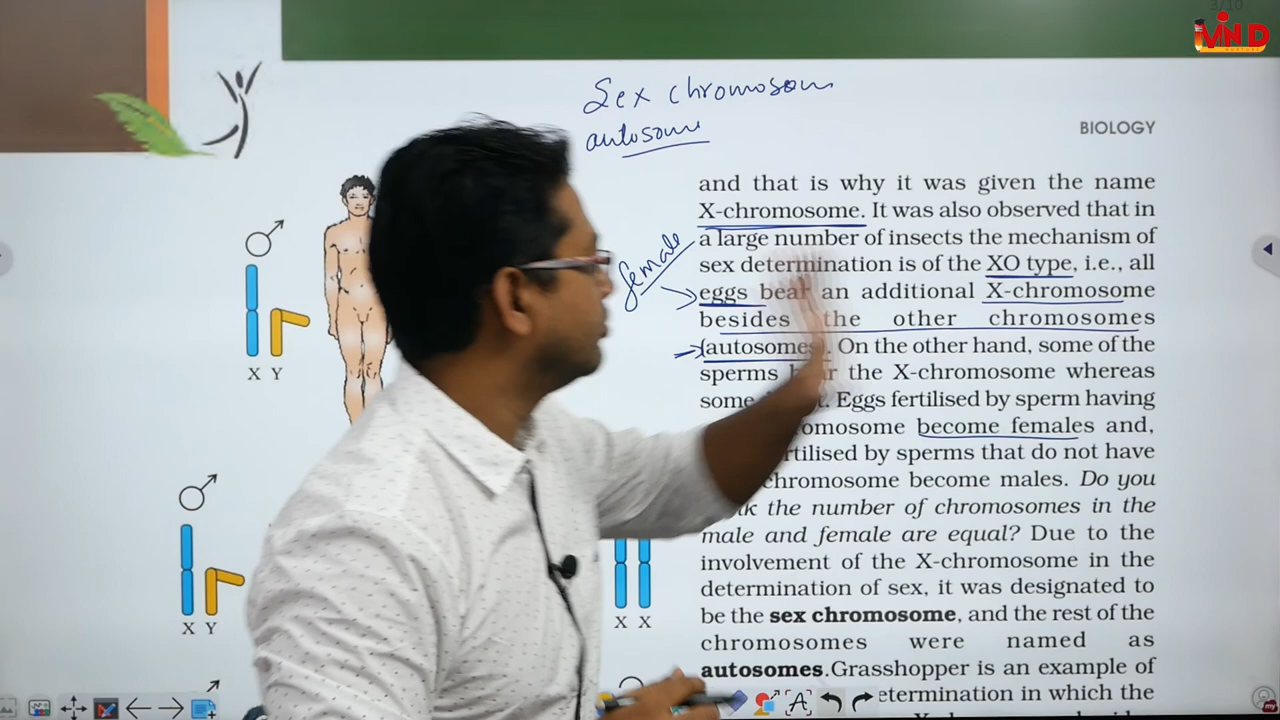 3/10
MIND
Sex chromosom
autosome
BIOLOGY
female
and that is why it was given the name
X-chromosome. It was also observed that in
a large number of insects the mechanism of
sex determination is of the XO type, i.e., all
eggs bear an additional X-chromosome
besides the other chromosomes
(autosomes). On the other hand, some of the
sperms bear the X-chromosome whereas
some. Eggs fertilised by sperm having
omosome become females and,
rtilised by sperms that do not have
chromosome become males. Do you
k the number of chromosomes in the
male and female are equal? Due to the
involvement of the X-chromosome in the
determination of sex, it was designated to
be the sex chromosome, and the rest of the
chromosomes were named as
autosomes.Grasshopper is an example of
etermination in which the
X Y
X Y
X X